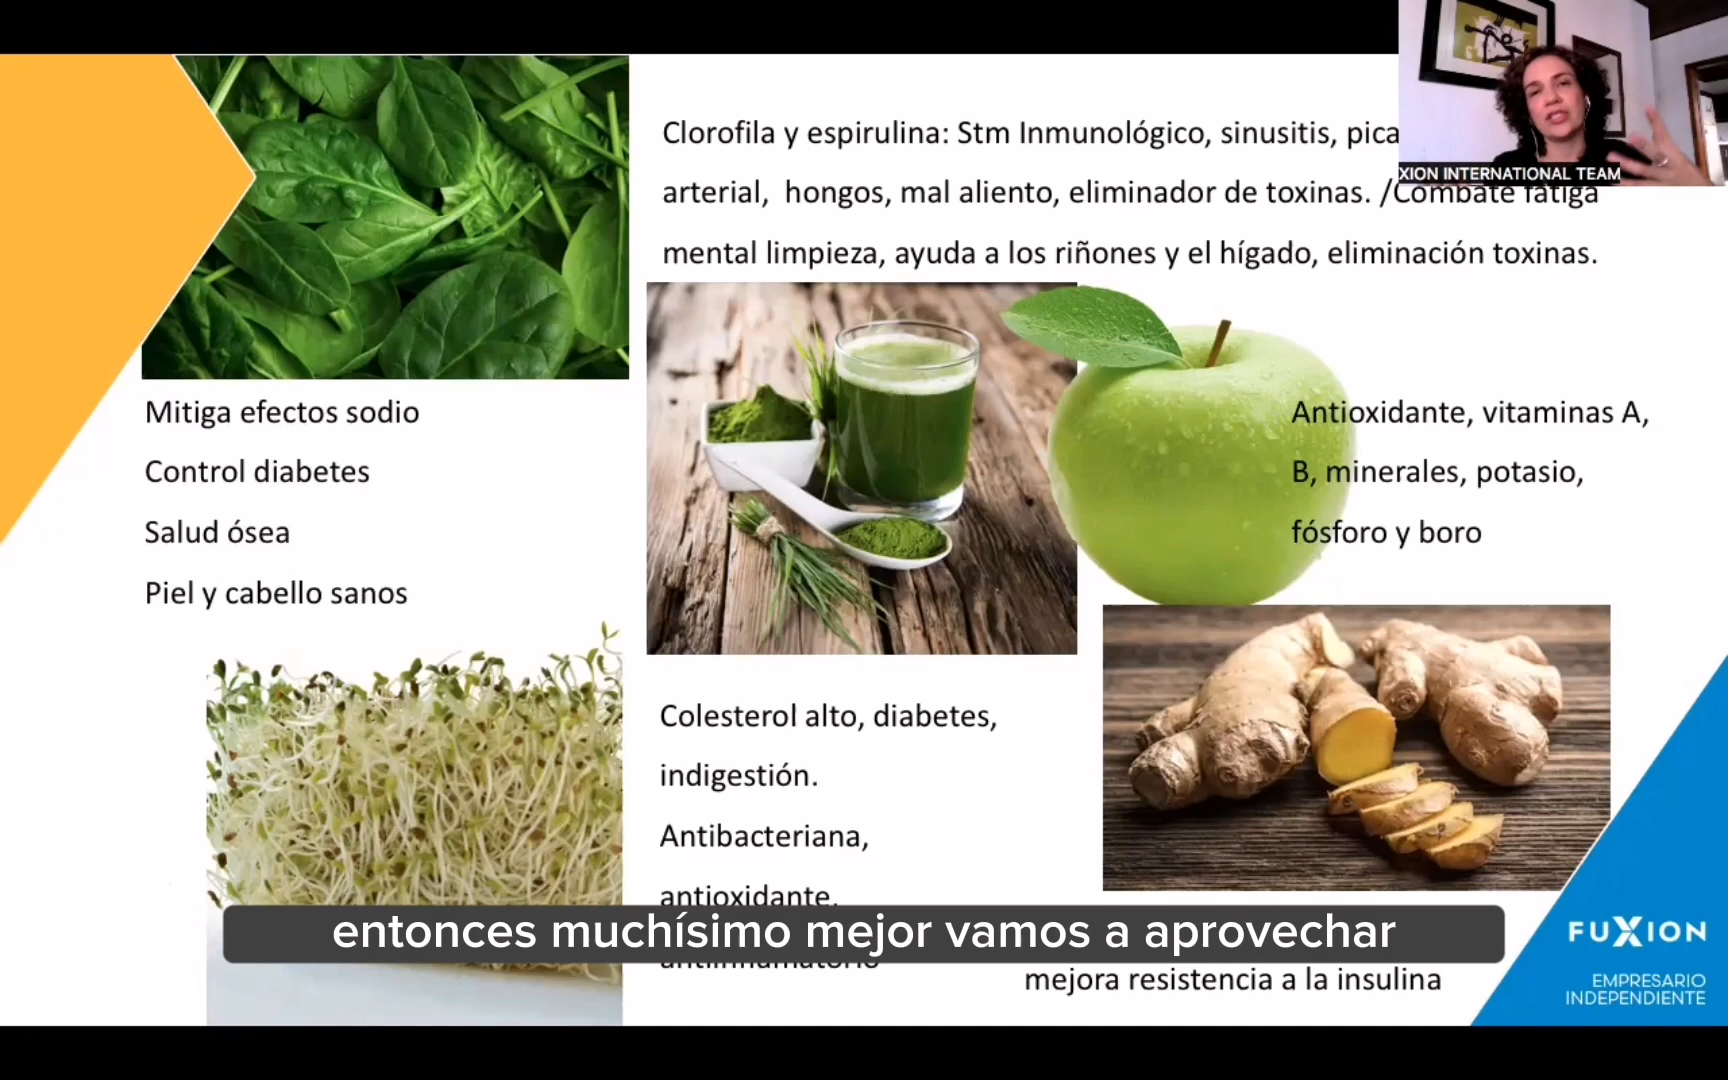 Clorofila y espirulina: Stm Inmunológico, sinusitis, pica
XION INTERNATIONAL TEAM
arterial, hongos, mal aliento, eliminador de toxinas. /Combate fatiga
mental limpieza, ayuda a los riñones y el hígado, eliminación toxinas.
Mitiga efectos sodio
Control diabetes
Salud ósea
Piel y cabello sanos
Antioxidante, vitaminas A,
B, minerales, potasio,
fósforo y boro
Colesterol alto, diabetes,
indigestión.
Antibacteriana,
antioxidante,
antiinflamatorio
entonces muchísimo mejor vamos a aprovechar
mejora resistencia a la insulina
FUXION
EMPRESARIO
INDEPENDIENTE